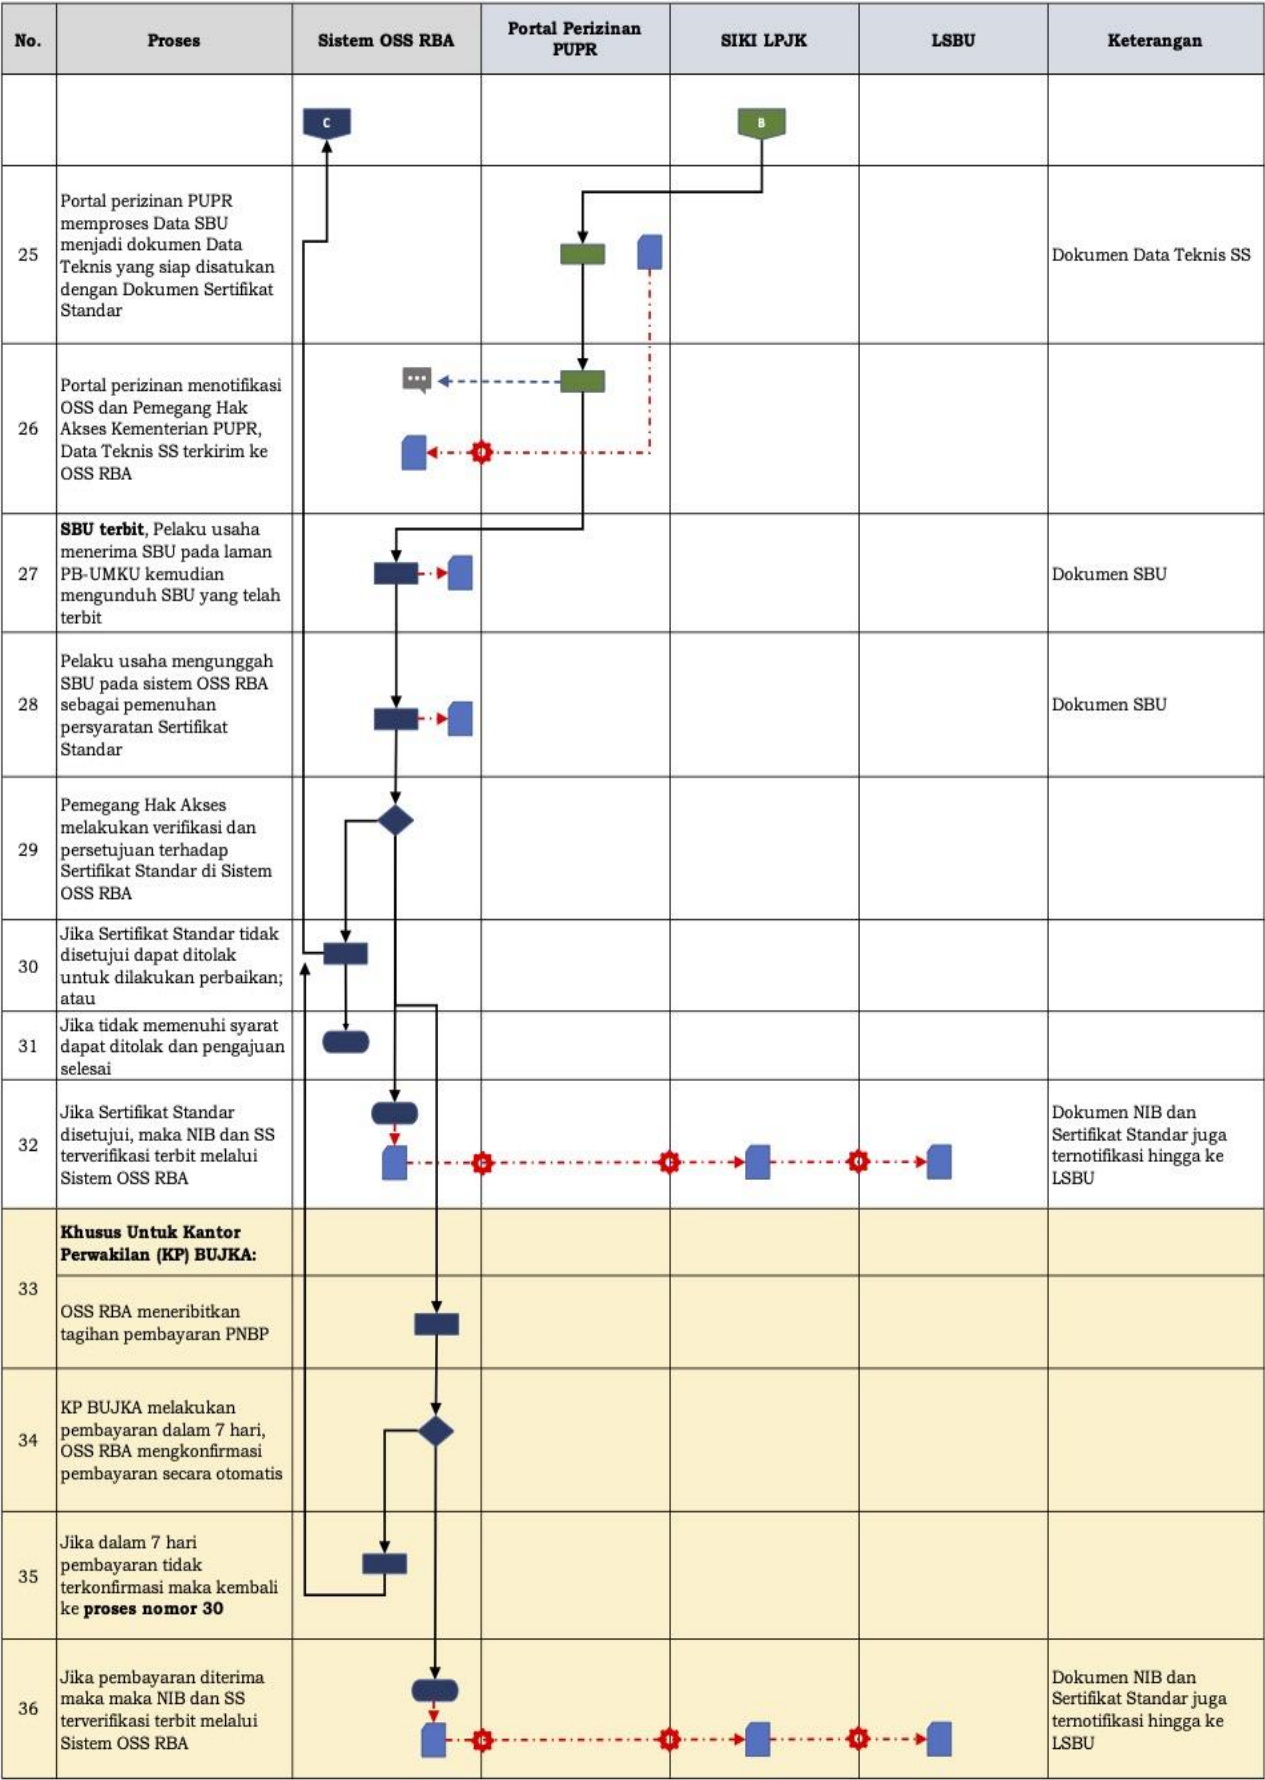 No.
Proses
Sistem OSS RBA
Portal Perizinan
PUPR
SIKI LPJK
LSBU
Keterangan
C
B
25
Portal perizinan PUPR
memproses Data SBU
menjadi dokumen Data
Teknis yang siap disatukan
dengan Dokumen Sertifikat
Standar
Dokumen Data Teknis SS
26
Portal perizinan menotifikasi
OSS dan Pemegang Hak
Akses Kementerian PUPR,
Data Teknis SS terkirim ke
OSS RBA
27
SBU terbit, Pelaku usaha
menerima SBU pada laman
PB-UMKU kemudian
mengunduh SBU yang telah
terbit
Dokumen SBU
28
Pelaku usaha mengunggah
SBU pada sistem OSS RBA
sebagai pemenuhan
persyaratan Sertifikat
Standar
Dokumen SBU
29
Pemegang Hak Akses
melakukan verifikasi dan
persetujuan terhadap
Sertifikat Standar di Sistem
OSS RBA
30
Jika Sertifikat Standar tidak
disetujui dapat ditolak
untuk dilakukan perbaikan;
atau
31
Jika tidak memenuhi syarat
dapat ditolak dan pengajuan
selesai
32
Jika Sertifikat Standar
disetujui, maka NIB dan SS
terverifikasi terbit melalui
Sistem OSS RBA
Dokumen NIB dan
Sertifikat Standar juga
ternotifikasi hingga ke
LSBU
33
Khusus Untuk Kantor
Perwakilan (KP) BUJKA:
OSS RBA meneribitkan
tagihan pembayaran PNBP
34
KP BUJKA melakukan
pembayaran dalam 7 hari,
OSS RBA mengkonfirmasi
pembayaran secara otomatis
35
Jika dalam 7 hari
pembayaran tidak
terkonfirmasi maka kembali
ke proses nomor 30
36
Jika pembayaran diterima
maka maka NIB dan SS
terverifikasi terbit melalui
Sistem OSS RBA
Dokumen NIB dan
Sertifikat Standar juga
ternotifikasi hingga ke
LSBU